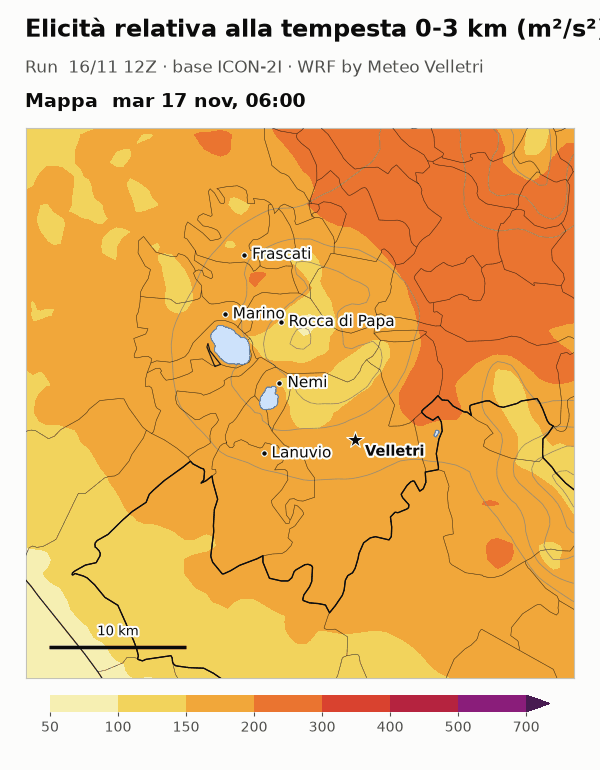 Elicità relativa alla tempesta 0-3 km (m²/s²)
Run 16/11 12Z · base ICON-2I · WRF by Meteo Velletri
Mappa mar 17 nov, 06:00
Frascati
Marino
Rocca di Papa
Nemi
Velletri
Lanuvio
10 km
50 100 150 200 300 400 500 700